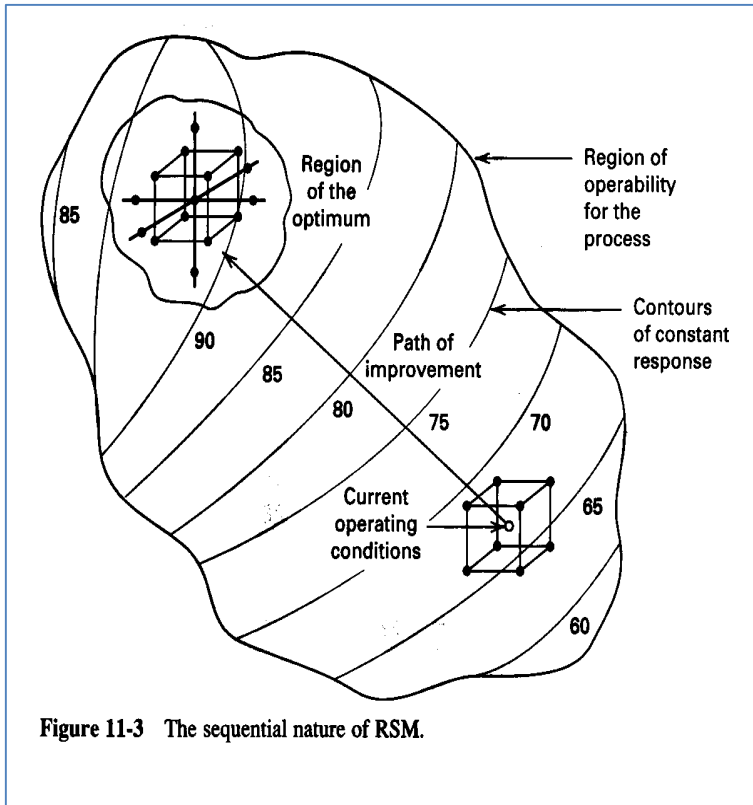 Region
of the
optimum
Region of
operability
for the
process
85
Contours
of constant
response
90
Path of
improvement
85
80
75
70
Current
operating
conditions
65
60
Figure 11-3 The sequential nature of RSM.